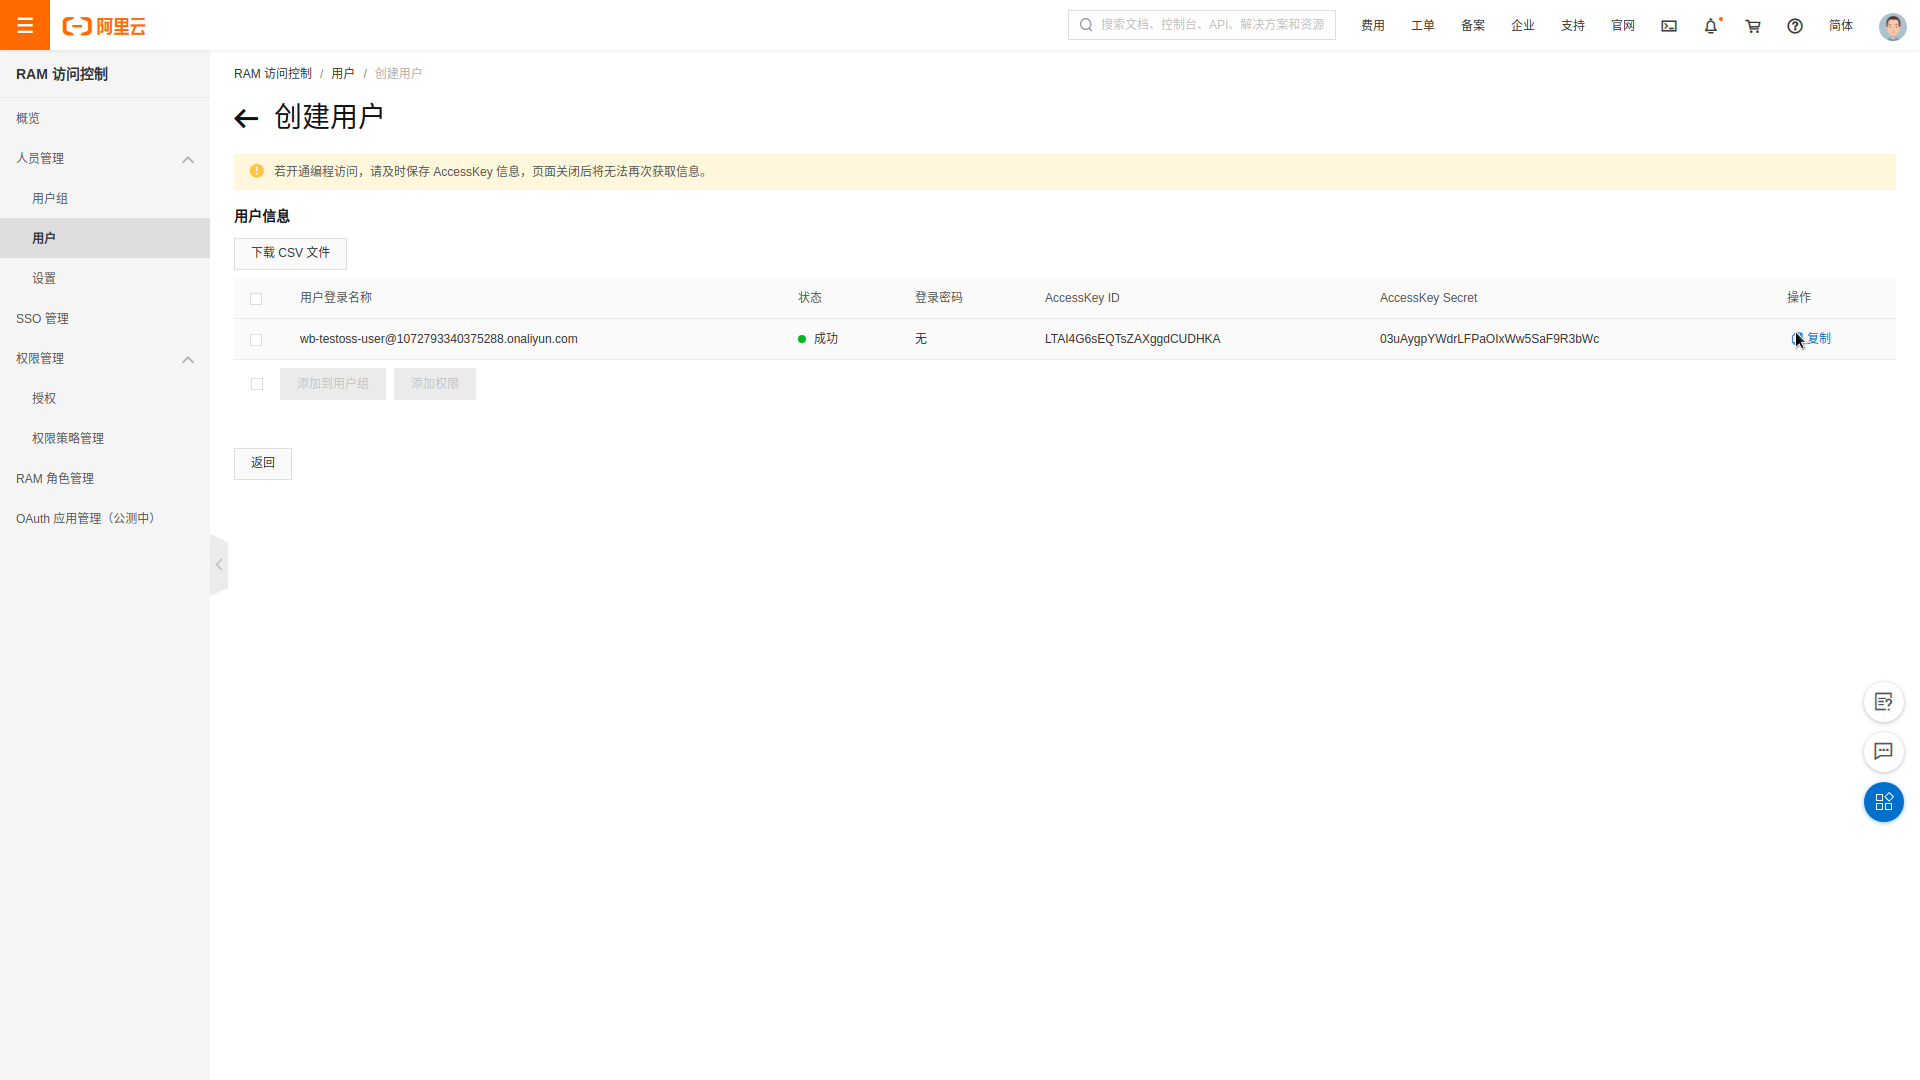 阿里云
搜索文档、控制台、API、解决方案和资源
费用
工单
备案
企业
支持
官网
简体
RAM 访问控制
概览
人员管理
用户组
用户
设置
SSO 管理
权限管理
授权
权限策略管理
RAM 角色管理
OAuth 应用管理（公测中）
RAM 访问控制 / 用户 / 创建用户
创建用户
若开通编程访问，请及时保存 AccessKey 信息，页面关闭后将无法再次获取信息。
用户信息
下载 CSV 文件
用户登录名称 状态 登录密码 AccessKey ID AccessKey Secret 操作
wb-testoss-user@1072793340375288.onaliyun.com 成功 无 LTAI4G6sEQTsZAXggdCUDHKA 03uAygpYWdrLFPaOIxWw5SaF9R3bWc 复制
添加到用户组 添加权限
返回